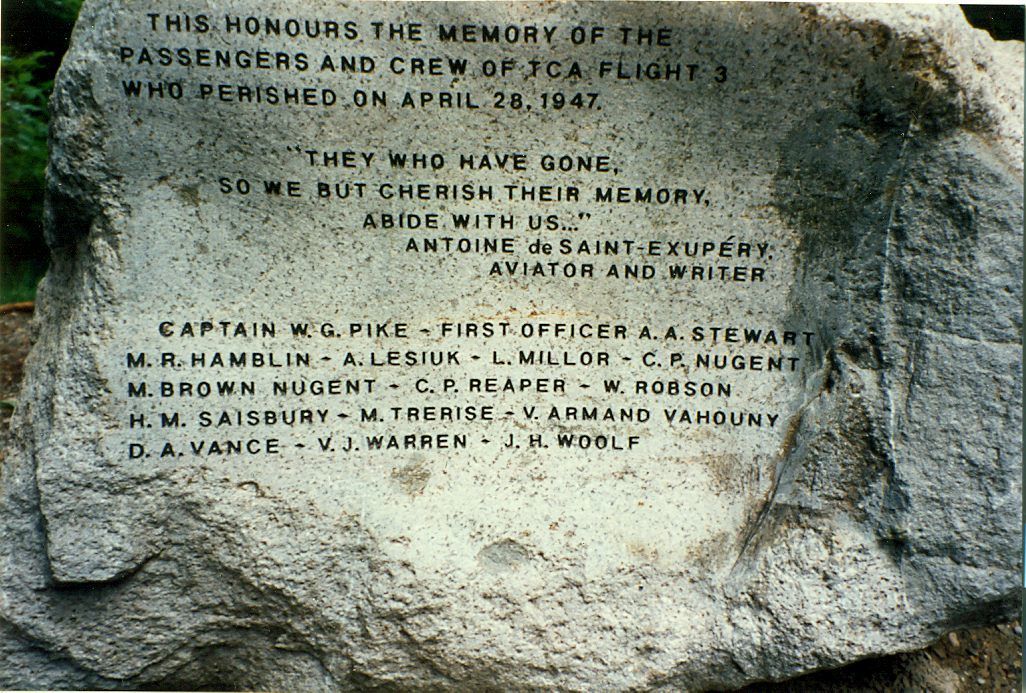 THIS HONOURS THE MEMORY OF THE
PASSENGERS AND CREW OF TCA FLIGHT 3
WHO PERISHED ON APRIL 28, 1947.
"THEY WHO HAVE GONE,
SO WE BUT CHERISH THEIR MEMORY,
ABIDE WITH US..."
ANTOINE de SAINT-EXUPÉRY,
AVIATOR AND WRITER
CAPTAIN W. G. PIKE - FIRST OFFICER A. A. STEWART
M. R. HAMBLIN - A. LESIUK - L. MILLOR - C. P. NUGENT
M. BROWN NUGENT - C. P. REAPER - W. ROBSON
H. M. SAISBURY - M. TRERISE - V. ARMAND VAHOUNY
D. A. VANCE - V. J. WARREN - J. H. WOOLF